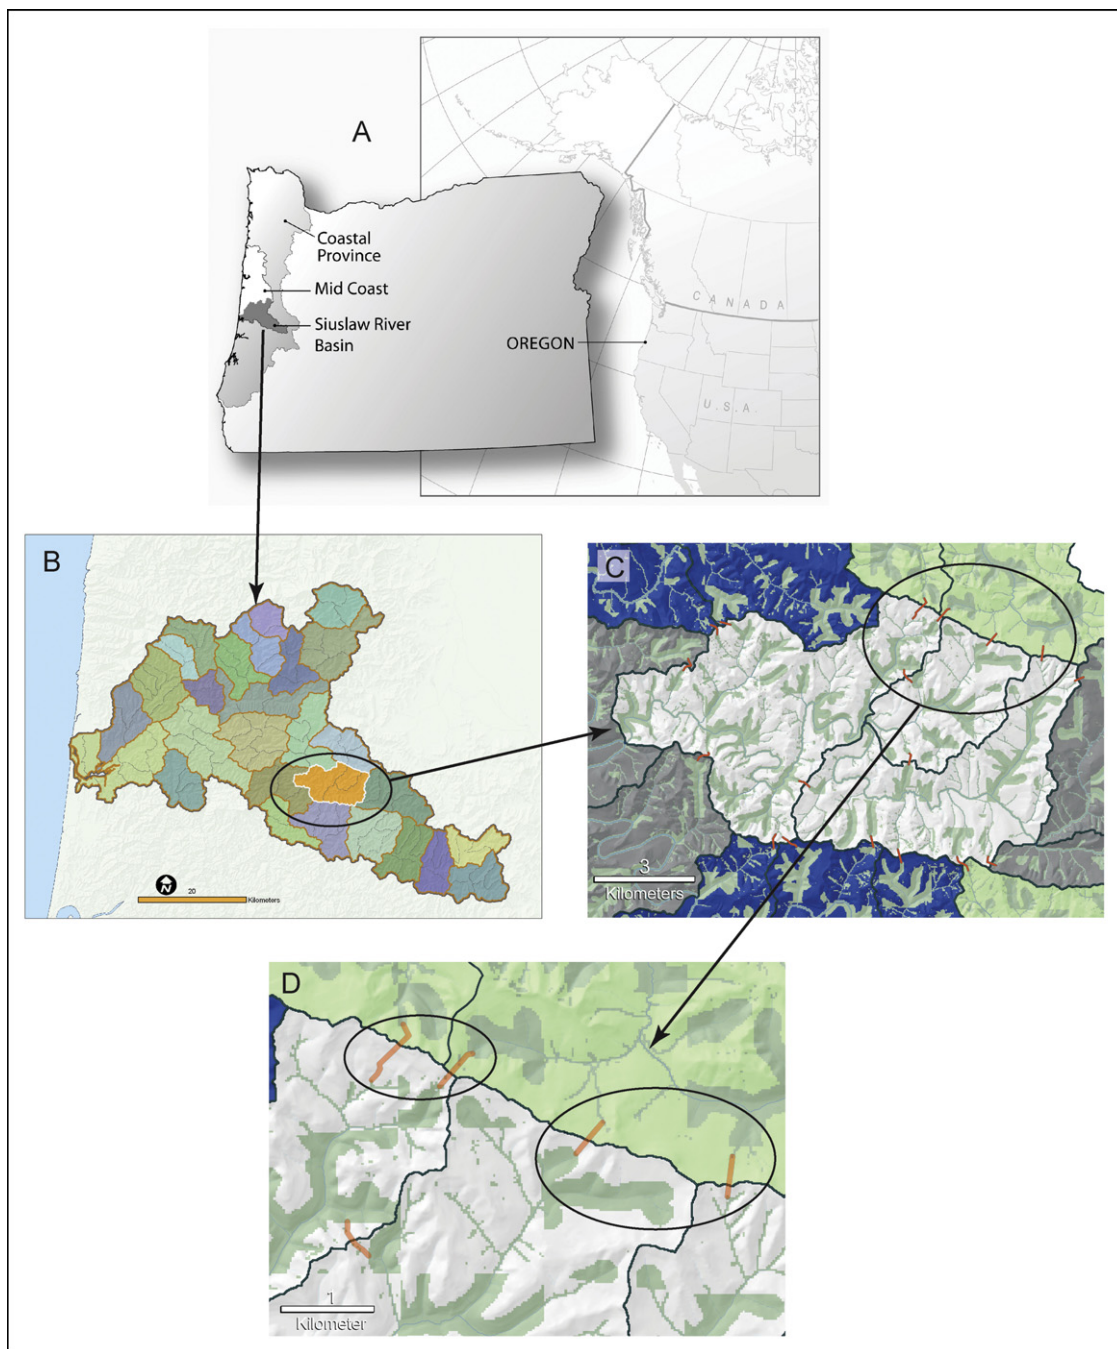 A
Coastal
Province
Mid Coast
Siuslaw River
Basin
OREGON
CANADA
U.S.A.
B
N
20
Kilometers
C
3
Kilometers
D
1
Kilometer